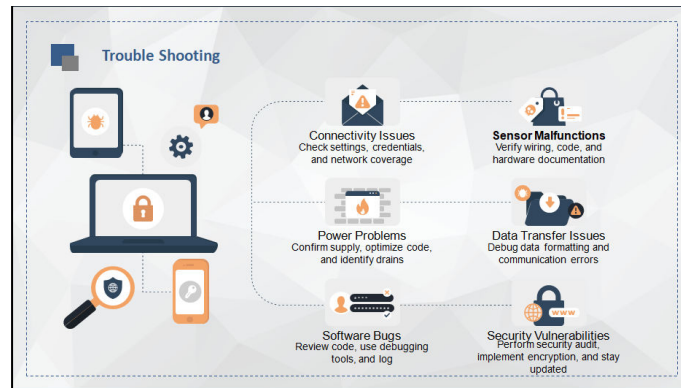 Trouble Shooting
Connectivity Issues
Check settings, credentials,
and network coverage
Sensor Malfunctions
Verify wiring, code, and
hardware documentation
Power Problems
Confirm supply, optimize code,
and identify drains
Data Transfer Issues
Debug data formatting and
communication errors
Software Bugs
Review code, use debugging
tools, and log
www
Security Vulnerabilities
Perform security audit,
implement encryption, and stay
updated